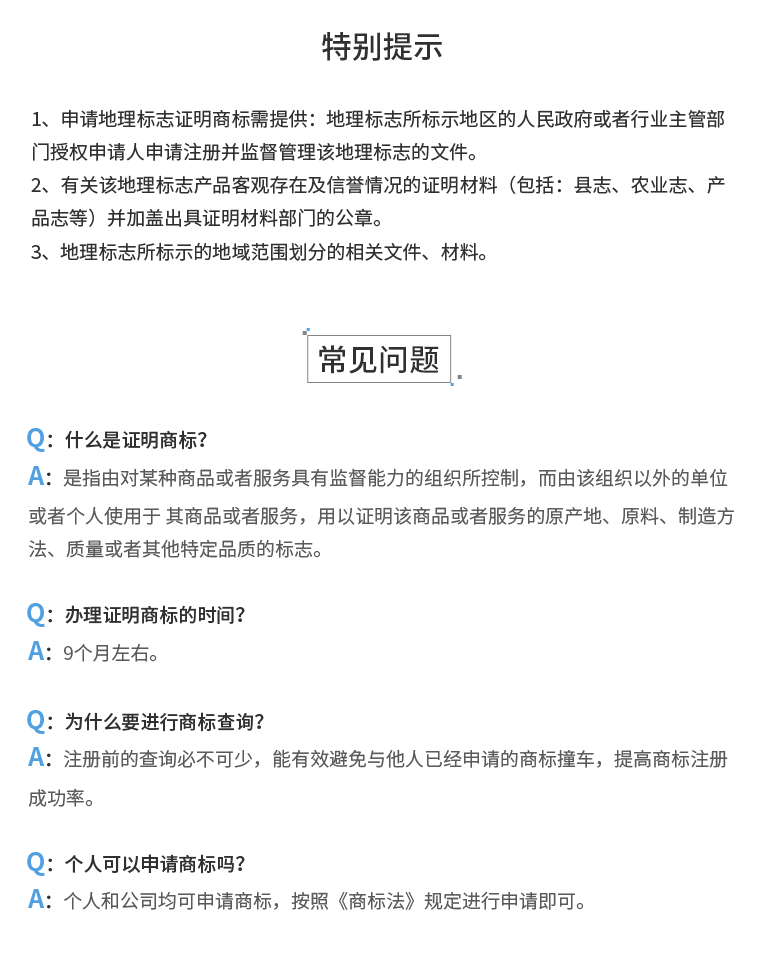 特别提示
1、申请地理标志证明商标需提供：地理标志所标示地区的人民政府或者行业主管部
门授权申请人申请注册并监督管理该地理标志的文件。
2、有关该地理标志产品客观存在及信誉情况的证明材料（包括：县志、农业志、产
品志等）并加盖出具证明材料部门的公章。
3、地理标志所标示的地域范围划分的相关文件、材料。
常见问题
Q：什么是证明商标？
A：是指由对某种商品或者服务具有监督能力的组织所控制，而由该组织以外的单位
或者个人使用于 其商品或者服务，用以证明该商品或者服务的原产地、原料、制造方
法、质量或者其他特定品质的标志。
Q：办理证明商标的时间？
A：9个月左右。
Q：为什么要进行商标查询？
A：注册前的查询必不可少，能有效避免与他人已经申请的商标撞车，提高商标注册
成功率。
Q：个人可以申请商标吗？
A：个人和公司均可申请商标，按照《商标法》规定进行申请即可。